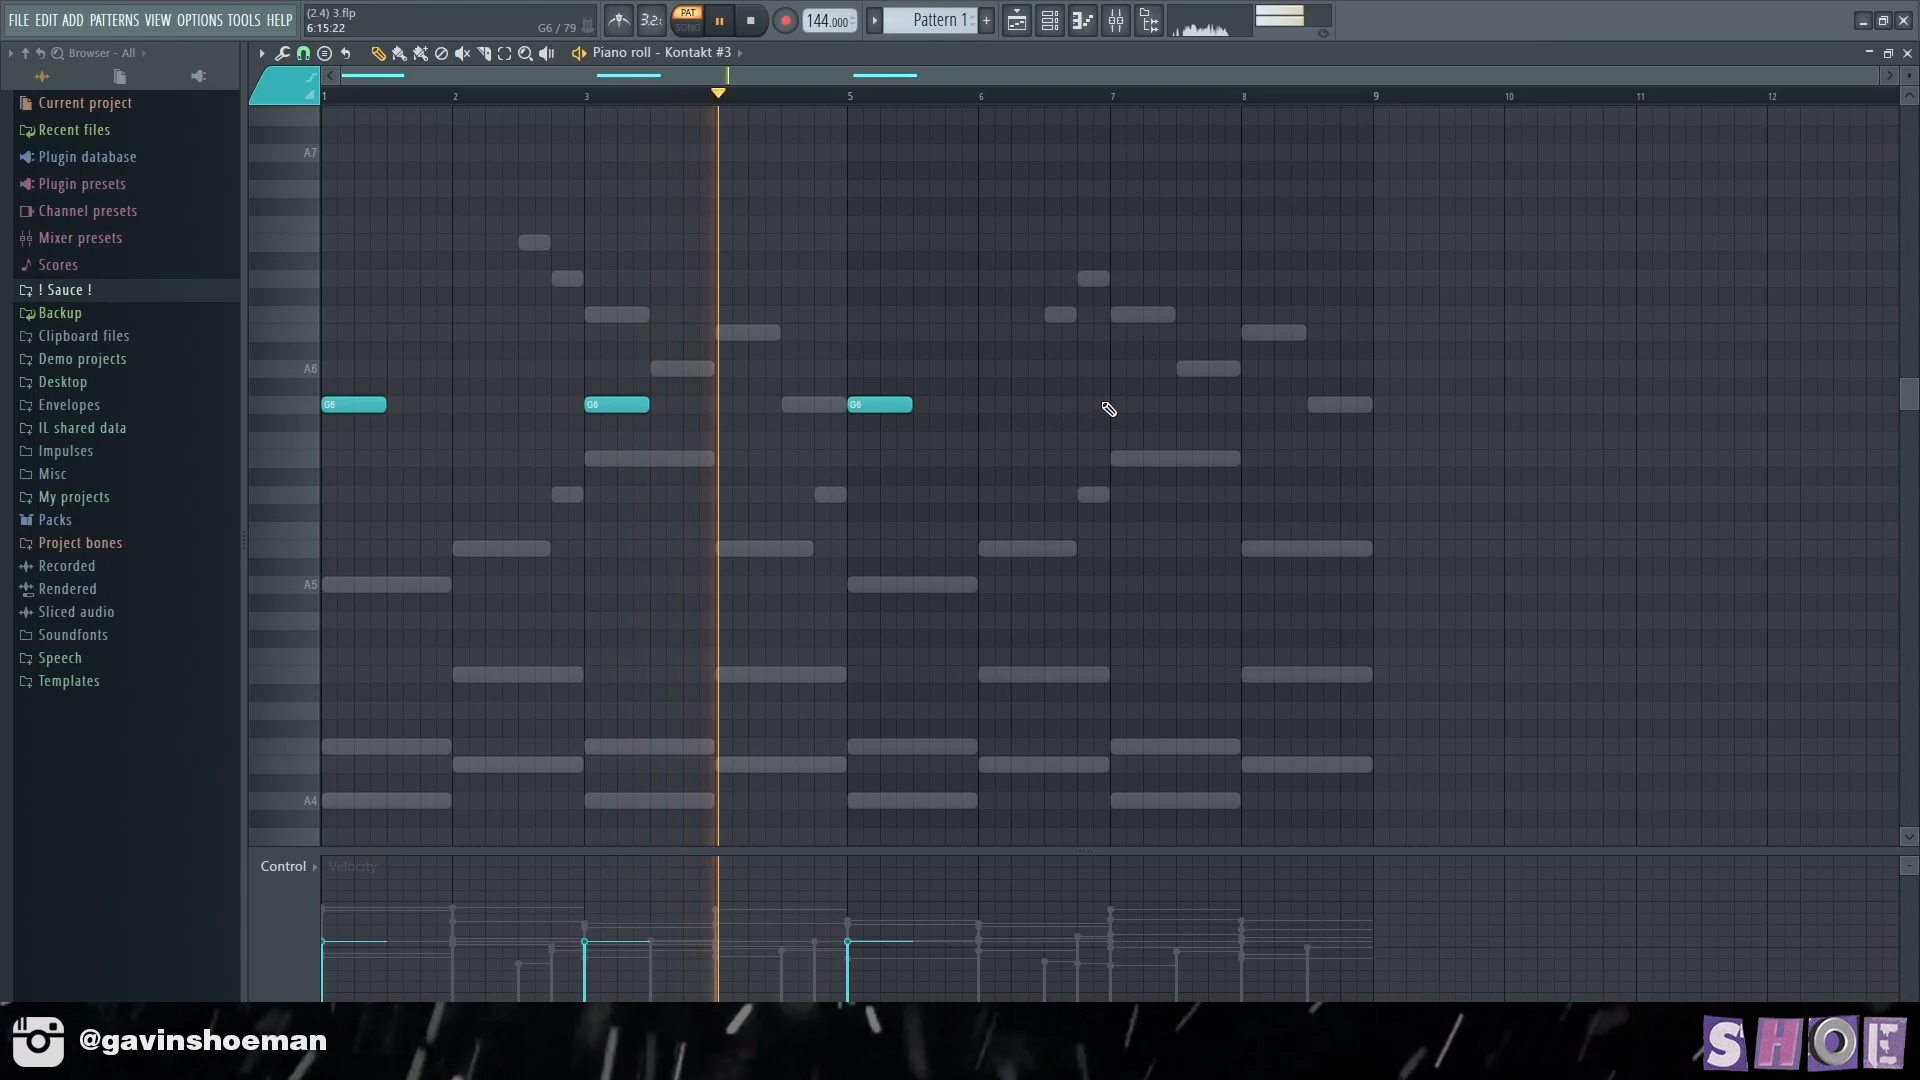 FILE EDIT ADD PATTERNS VIEW OPTIONS TOOLS HELP
(2.4) 3.flp
6:15:22
G6 / 79
3.2
PAT
SONG
144.000
Pattern 1
Browser - All
Piano roll - Kontakt #3
Current project
Recent files
Plugin database
Plugin presets
Channel presets
Mixer presets
Scores
! Sauce !
Backup
Clipboard files
Demo projects
Desktop
Envelopes
IL shared data
Impulses
Misc
My projects
Packs
Project bones
Recorded
Rendered
Sliced audio
Soundfonts
Speech
Templates
1 2 3 5 6 7 8 9 10 11 12
A7
A6
G6 G6 G6
A5
A4
Control
Velocity
@gavinshoeman
SHOE